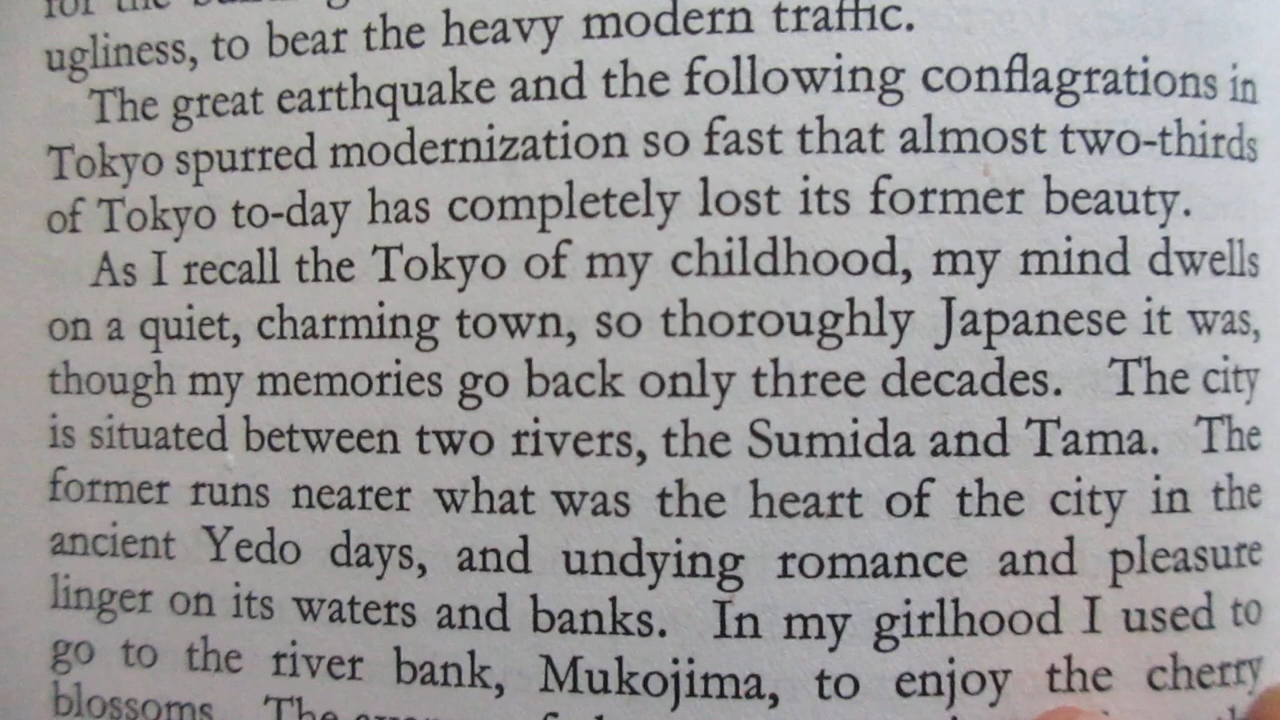 for the
ugliness, to bear the heavy modern traffic.
The great earthquake and the following conflagrations in
Tokyo spurred modernization so fast that almost two-thirds
of Tokyo to-day has completely lost its former beauty.
As I recall the Tokyo of my childhood, my mind dwells
on a quiet, charming town, so thoroughly Japanese it was,
though my memories go back only three decades. The city
is situated between two rivers, the Sumida and Tama. The
former runs nearer what was the heart of the city in the
ancient Yedo days, and undying romance and pleasure
linger on its waters and banks. In my girlhood I used to
go to the river bank, Mukojima, to enjoy the cherry
blossoms. The